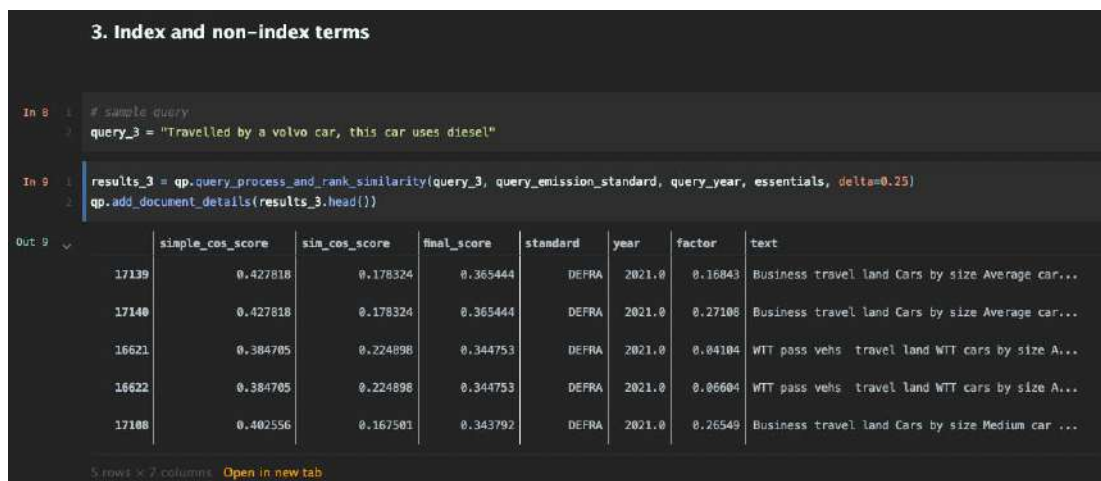 3. Index and non-index terms
In 8 1 # sample query
2 query_3 = "Travelled by a volvo car, this car uses diesel"
In 9 1 results_3 = qp.query_process_and_rank_similarity(query_3, query_emission_standard, query_year, essentials, delta=0.25)
2 qp.add_document_details(results_3.head())
Out 9 simple_cos_score sim_cos_score final_score standard year factor text
17139 0.427818 0.178324 0.365444 DEFRA 2021.0 0.16843 Business travel land Cars by size Average car...
17140 0.427818 0.178324 0.365444 DEFRA 2021.0 0.27108 Business travel land Cars by size Average car...
16621 0.384705 0.224898 0.344753 DEFRA 2021.0 0.04104 WTT pass vehs travel land WTT cars by size A...
16622 0.384705 0.224898 0.344753 DEFRA 2021.0 0.06604 WTT pass vehs travel land WTT cars by size A...
17108 0.402556 0.167501 0.343792 DEFRA 2021.0 0.26549 Business travel land Cars by size Medium car ...
5 rows × 7 columns Open in new tab